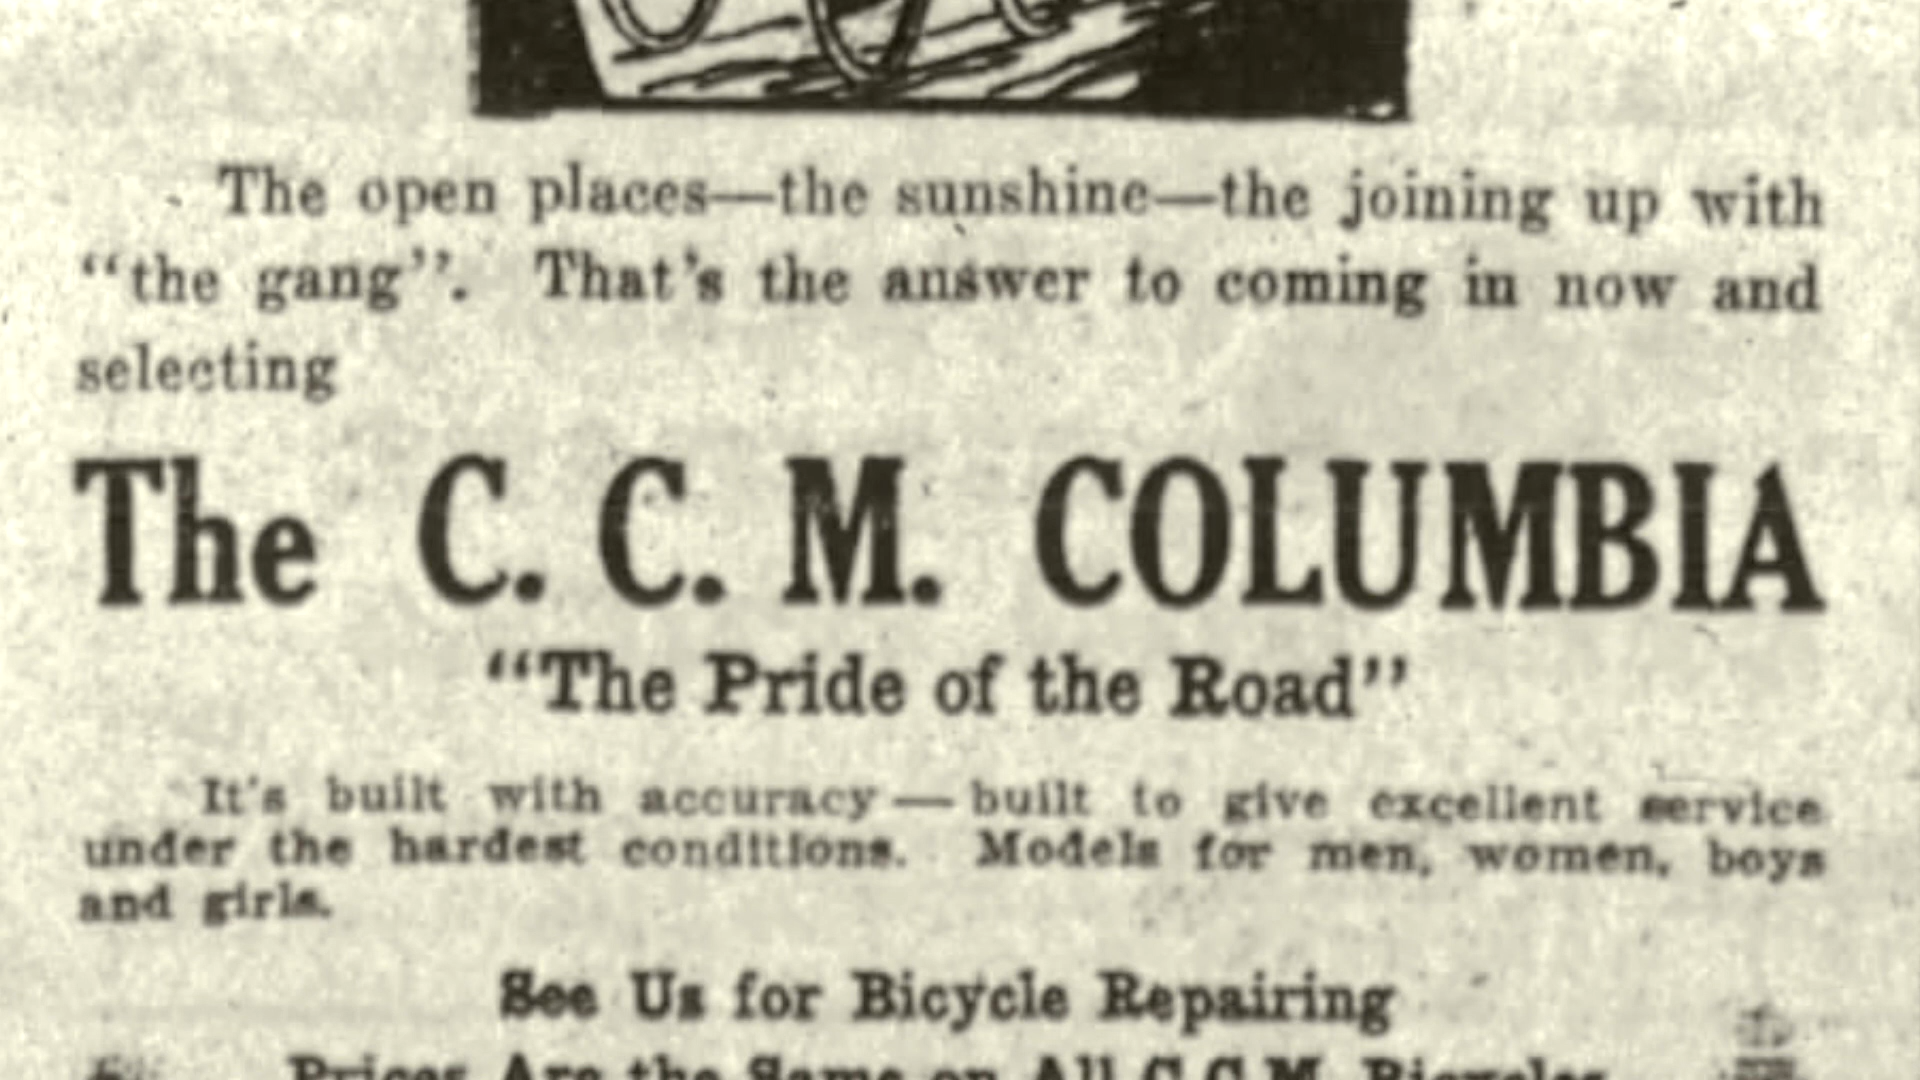 The open places—the sunshine—the joining up with
“the gang”. That’s the answer to coming in now and
selecting
The C. C. M. COLUMBIA
“The Pride of the Road”
It's built with accuracy — built to give excellent service
under the hardest conditions. Models for men, women, boys
and girls.
See Us for Bicycle Repairing
Prices Are the Same on All C.C.M. Bicycles